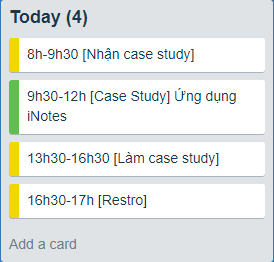 Today (4)
8h-9h30 [Nhận case study]
9h30-12h [Case Study] Ứng dụng
iNotes
13h30-16h30 [Làm case study]
16h30-17h [Restro]
Add a card